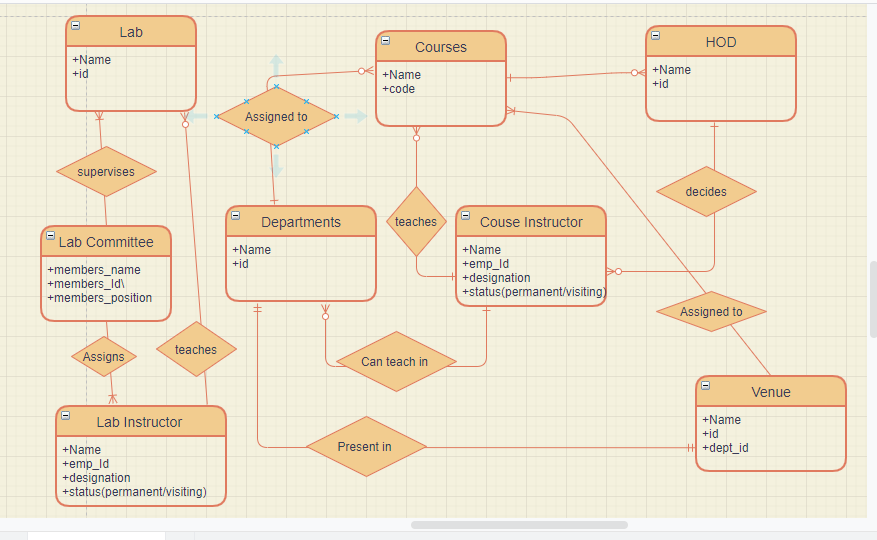 Lab
+Name
+id
Courses
+Name
+code
HOD
+Name
+id
Assigned to
supervises
decides
Lab Committee
+members_name
+members_Id\
+members_position
Departments
+Name
+id
teaches
Couse Instructor
+Name
+emp_Id
+designation
+status(permanent/visiting)
Assigned to
Assigns
teaches
Can teach in
Lab Instructor
+Name
+emp_Id
+designation
+status(permanent/visiting)
Present in
Venue
+Name
+id
+dept_id